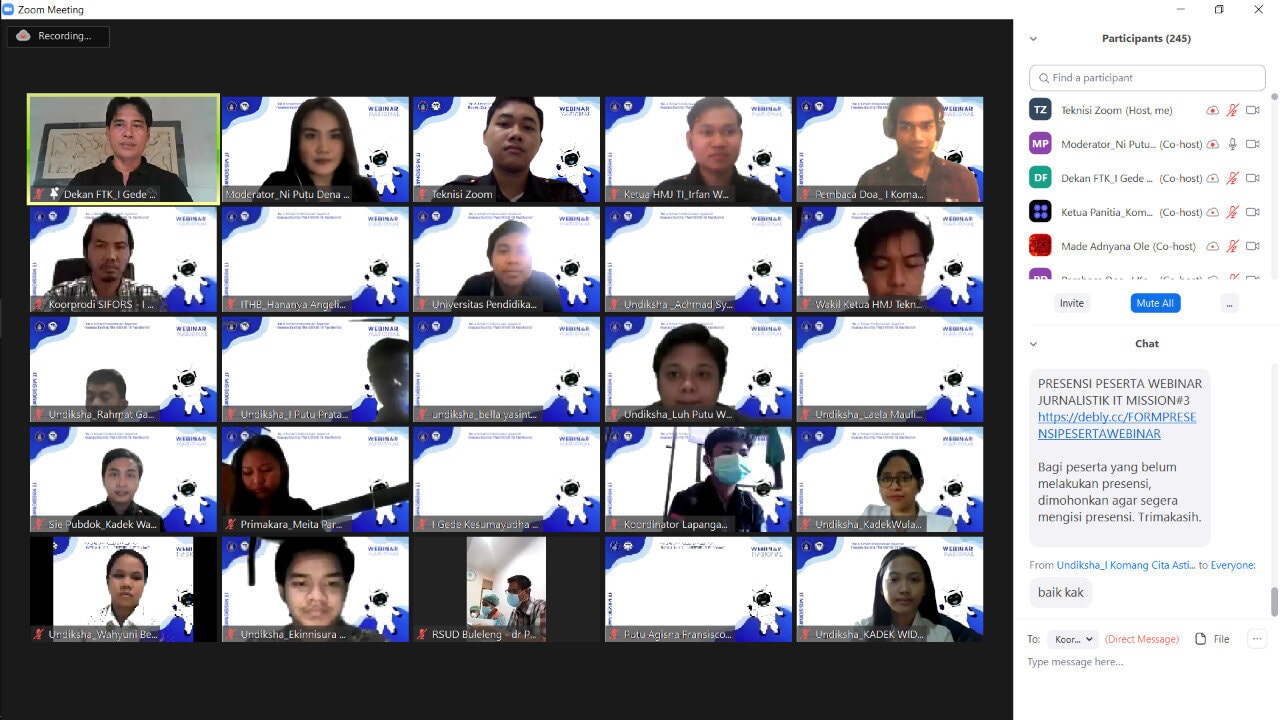 Zoom Meeting
Recording...
Dekan FTK_I Gede ...
Moderator_Ni Putu Dena ...
Teknisi Zoom
Ketua HMJ TI_Irfan W...
Pembaca Doa_ I Koma...
WEBINAR
NASIONAL
Koorprodi SIFORS - I ...
ITHB_Hananya Angeli...
Universitas Pendidika...
Undiksha _Achmad Sy...
Wakil Ketua HMJ Tekn...
Undiksha_Rahmat Ga...
Undiksha_I Putu Prata...
undiksha_bella yasint...
Undiksha_Luh Putu W...
Undiksha_Laela Mauli...
Sie Pubdok_Kadek Wa...
Primakara_Meita Par...
I Gede Kesumayudha ...
Koordinator Lapanga...
Undiksha_KadekWula...
Undiksha_Wahyuni Be...
Undiksha_Ekinnisura ...
RSUD Buleleng - dr P...
Putu Agisna Fransisco...
Undiksha_KADEK WID...
Participants (245)
Find a participant
TZ Teknisi Zoom (Host, me)
MP Moderator_Ni Putu... (Co-host)
DF Dekan FTK_I Gede ... (Co-host)
Ketua Panitia_Kom... (Co-host)
Made Adnyana Ole (Co-host)
Invite
Mute All
...
Chat
PRESENSI PESERTA WEBINAR
JURNALISTIK IT MISSION#3
https://debly.cc/FORMPRESE
NSIPESERTAWEBINAR
Bagi peserta yang belum
melakukan presensi,
dimohonkan agar segera
mengisi presensi. Trimakasih.
From Undiksha_I Komang Cita Asti... to Everyone:
baik kak
To: Koor... (Direct Message) File ...
Type message here...